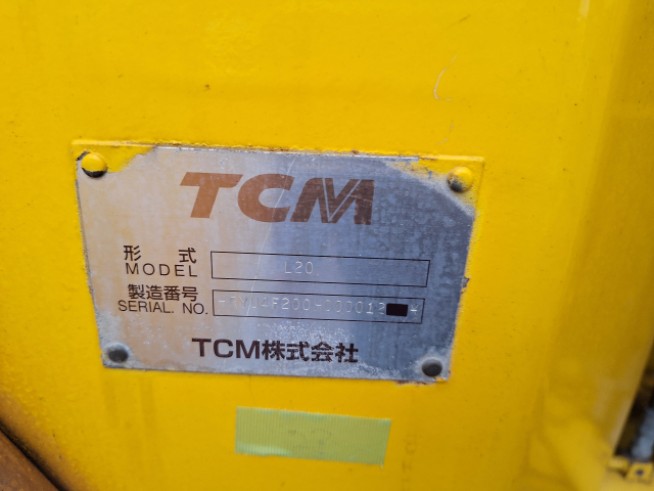 TCM
形 式
MODEL L20
製造番号
SERIAL. NO.
TCM株式会社